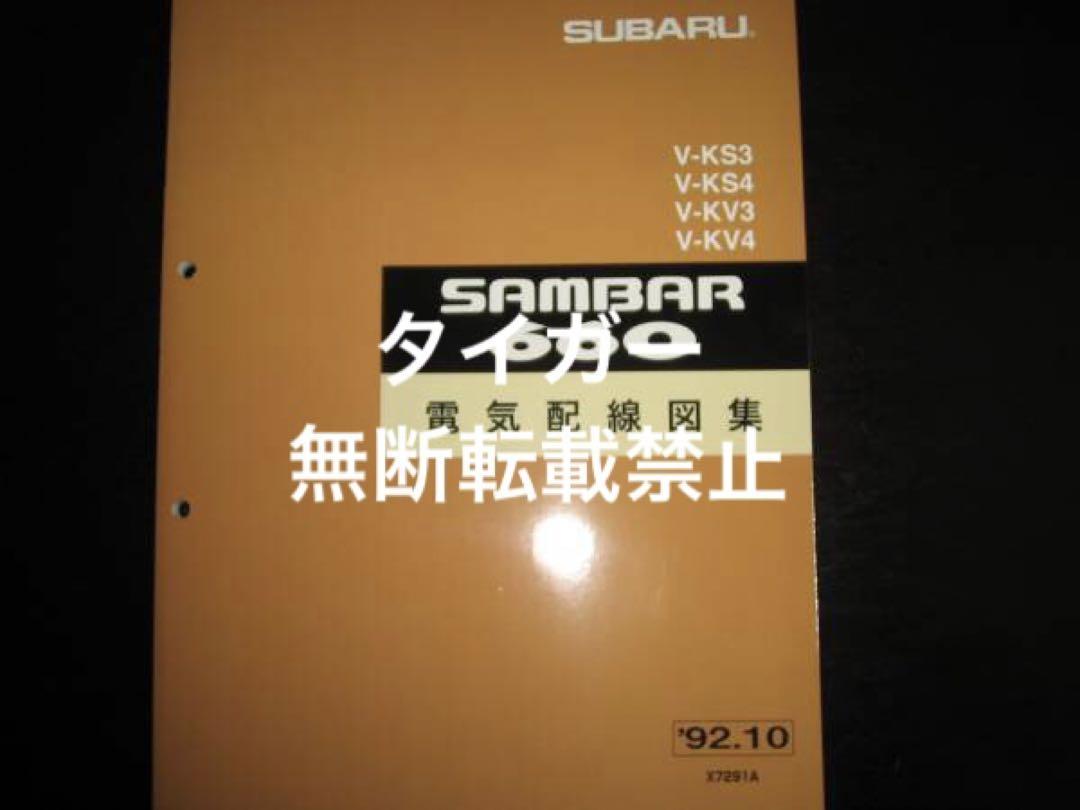 SUBARU
V-KS3
V-KS4
V-KV3
V-KV4
SAMBAR
660
タイガー
電気配線図集
無断転載禁止
'92.10
X7291A